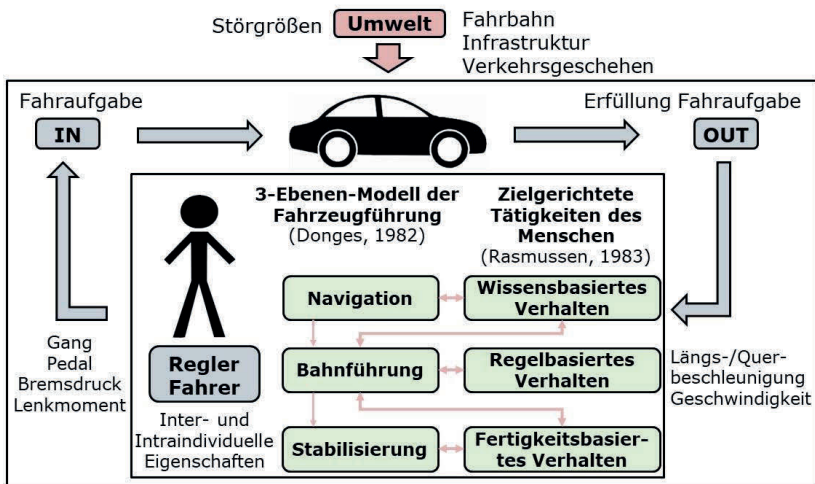 Störgrößen
Umwelt
Fahrbahn
Infrastruktur
Verkehrsgeschehen
Fahraufgabe
IN
Erfüllung Fahraufgabe
OUT
3-Ebenen-Modell der
Fahrzeugführung
(Donges, 1982)
Zielgerichtete
Tätigkeiten des
Menschen
(Rasmussen, 1983)
Navigation
Wissensbasiertes
Verhalten
Bahnführung
Regelbasiertes
Verhalten
Stabilisierung
Fertigkeitsbasier-
tes Verhalten
Regler
Fahrer
Inter- und
Intraindividuelle
Eigenschaften
Gang
Pedal
Bremsdruck
Lenkmoment
Längs-/Quer-
beschleunigung
Geschwindigkeit